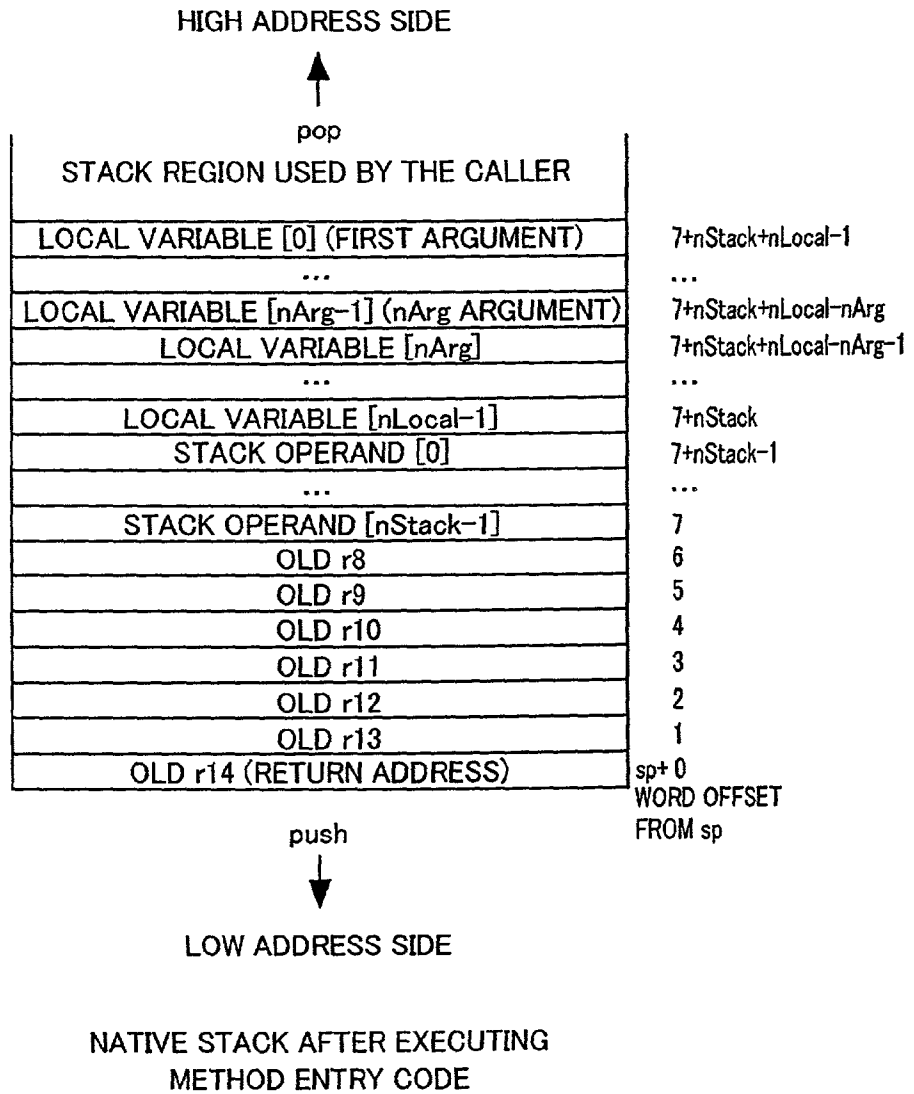 HIGH ADDRESS SIDE
pop
STACK REGION USED BY THE CALLER
LOCAL VARIABLE [0] (FIRST ARGUMENT) 7+nStack+nLocal-1
... ...
LOCAL VARIABLE [nArg-1] (nArg ARGUMENT) 7+nStack+nLocal-nArg
LOCAL VARIABLE [nArg] 7+nStack+nLocal-nArg-1
... ...
LOCAL VARIABLE [nLocal-1] 7+nStack
STACK OPERAND [0] 7+nStack-1
... ...
STACK OPERAND [nStack-1] 7
OLD r8 6
OLD r9 5
OLD r10 4
OLD r11 3
OLD r12 2
OLD r13 1
OLD r14 (RETURN ADDRESS) sp+0
WORD OFFSET
FROM sp
push
LOW ADDRESS SIDE
NATIVE STACK AFTER EXECUTING
METHOD ENTRY CODE